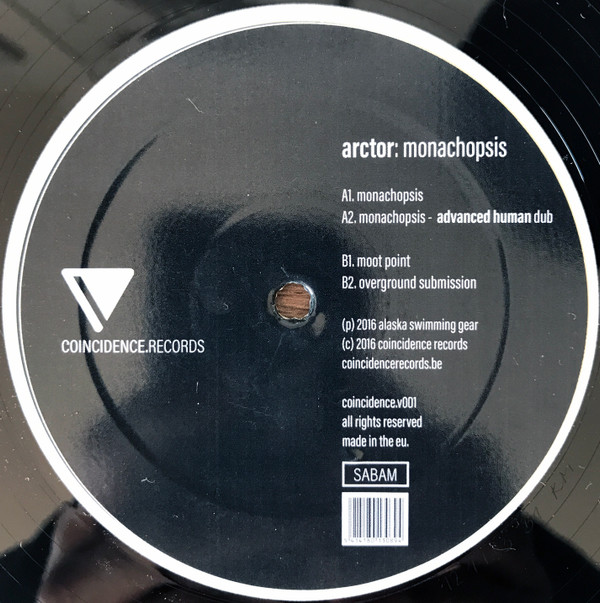 arctor: monachopsis
A1. monachopsis
A2. monachopsis - advanced human dub
B1. moot point
B2. overground submission
(p) 2016 alaska swimming gear
(c) 2016 coincidence records
coincidencerecords.be
coincidence.v001
all rights reserved
made in the eu.
SABAM
COINCIDENCE.RECORDS